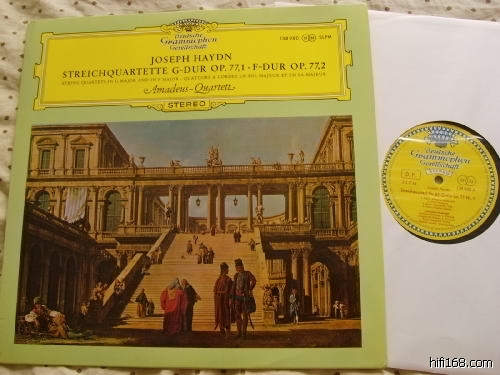 Deutsche
Grammophon
Gesellschaft
138 980 SLPM
JOSEPH HAYDN
STREICHQUARTETTE G-DUR OP. 77,1 · F-DUR OP. 77,2
STRING QUARTETS IN G MAJOR AND IN F MAJOR · QUATUORS A CORDES EN SOL MAJEUR ET EN FA MAJEUR
Amadeus-Quartett
STEREO
Deutsche
Grammophon
Gesellschaft
STEREO
hifi168.com